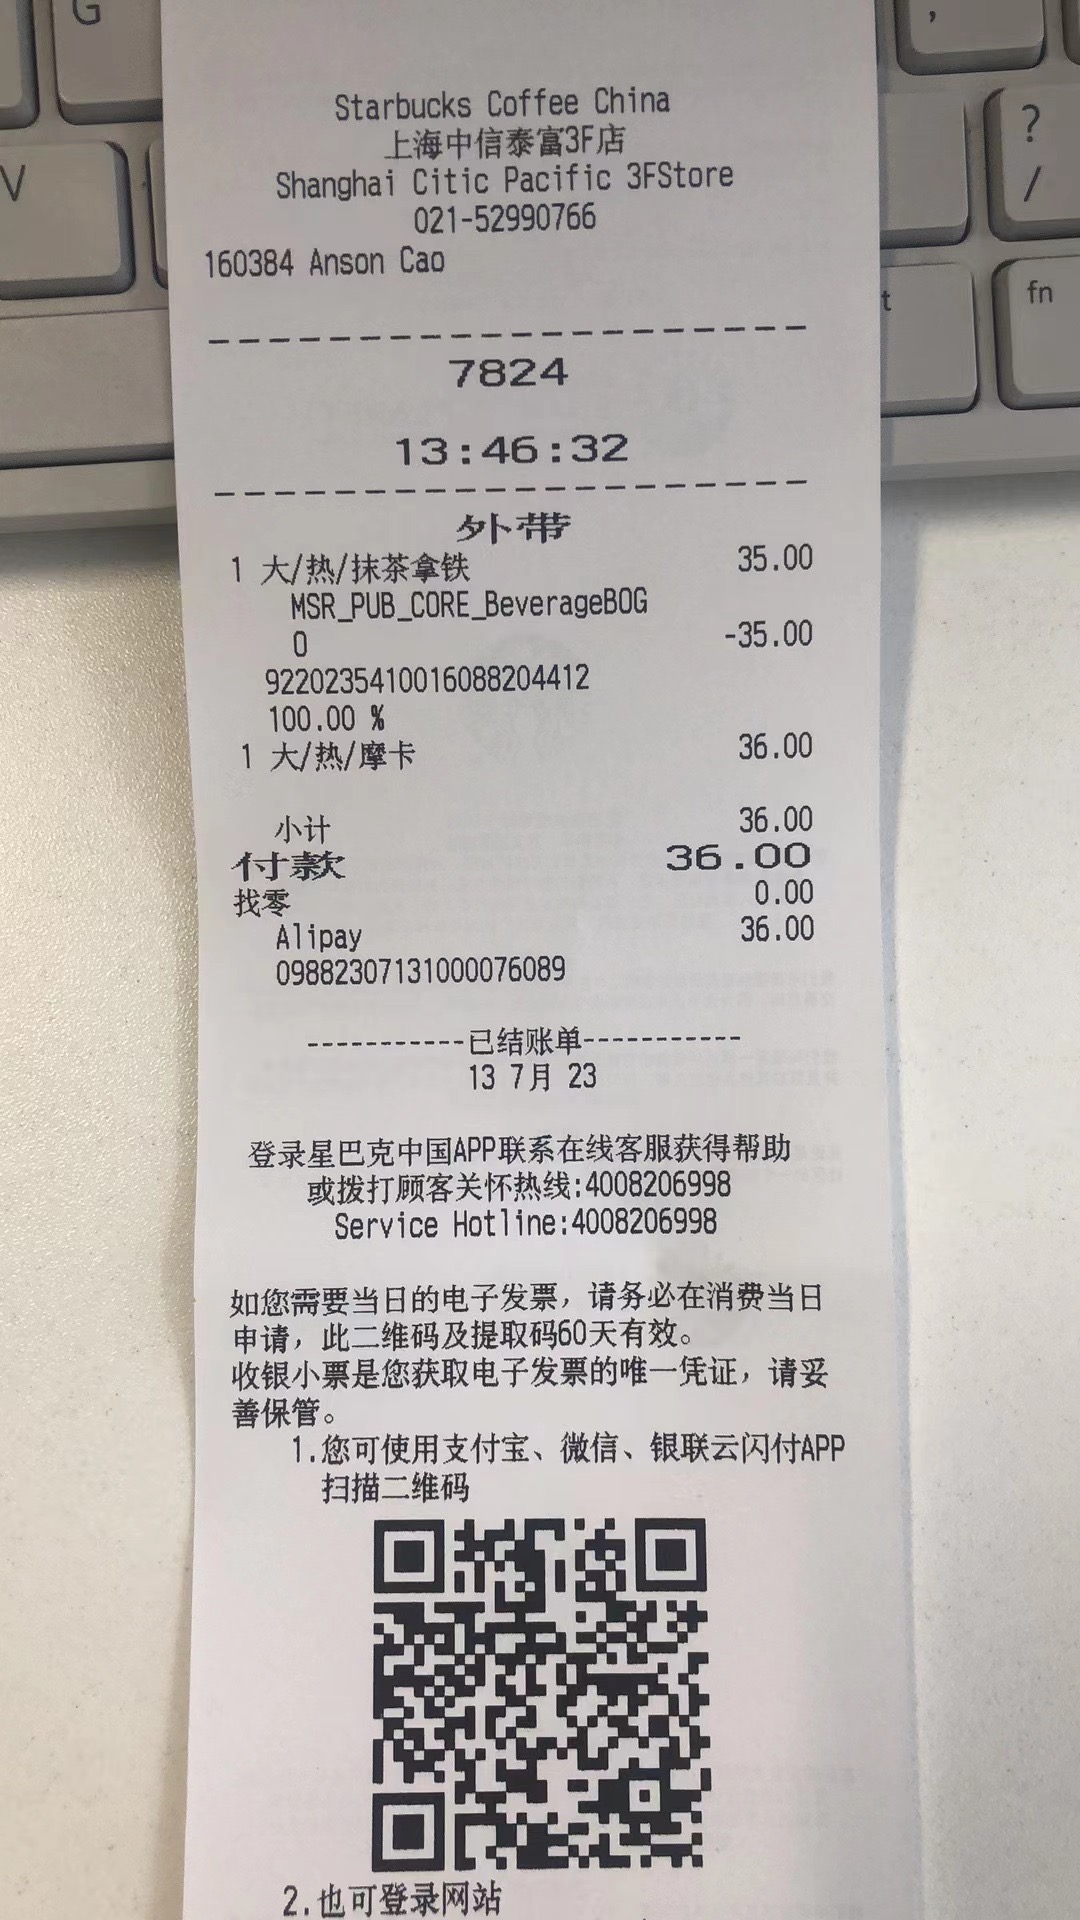 G
,
V
?
/
t
fn
Starbucks Coffee China
上海中信泰富3F店
Shanghai Citic Pacific 3FStore
021-52990766
160384 Anson Cao
7824
13:46:32
外带
1 大/热/抹茶拿铁 35.00
MSR_PUB_CORE_BeverageBOG
O -35.00
9220235410016088204412
100.00 %
1 大/热/摩卡 36.00
小计 36.00
付款 36.00
找零 0.00
Alipay 36.00
09882307131000076089
-----------已结账单-----------
13 7月 23
登录星巴克中国APP联系在线客服获得帮助
或拨打顾客关怀热线:4008206998
Service Hotline:4008206998
如您需要当日的电子发票，请务必在消费当日
申请，此二维码及提取码60天有效。
收银小票是您获取电子发票的唯一凭证，请妥
善保管。
1.您可使用支付宝、微信、银联云闪付APP
扫描二维码
2.也可登录网站